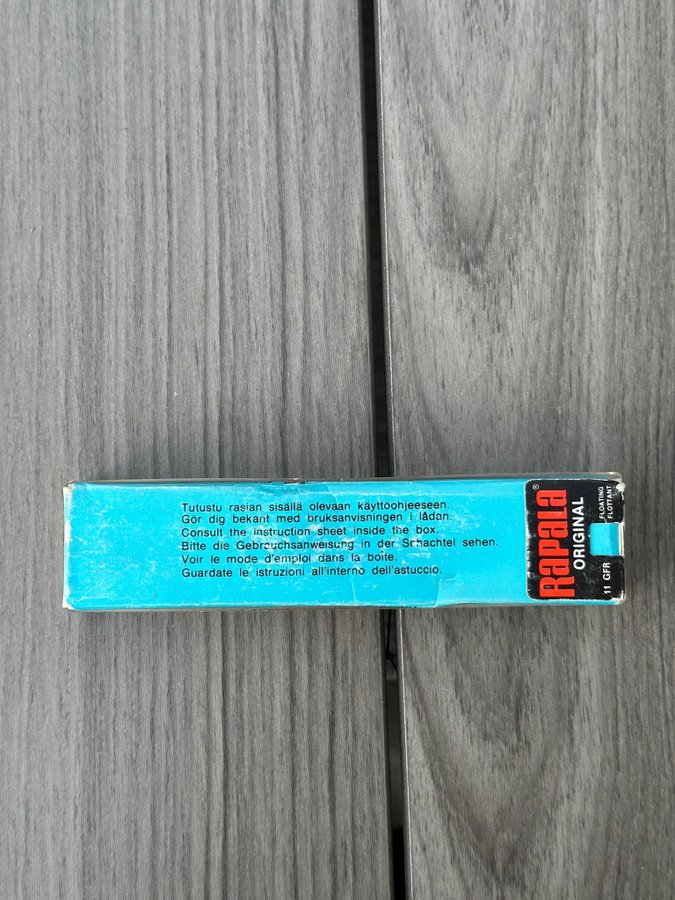 Tutustu rasian sisällä olevaan käyttöohjeeseen.
Gör dig bekant med bruksanvisningen i lådan.
Consult the instruction sheet inside the box.
Bitte die Gebrauchsanweisung in der Schachtel sehen.
Voir le mode d'emploi dans la boîte.
Guardate le istruzioni all'interno dell'astuccio.
RAPALA®
ORIGINAL
FLOATING
FLOTTANT
11 GFR